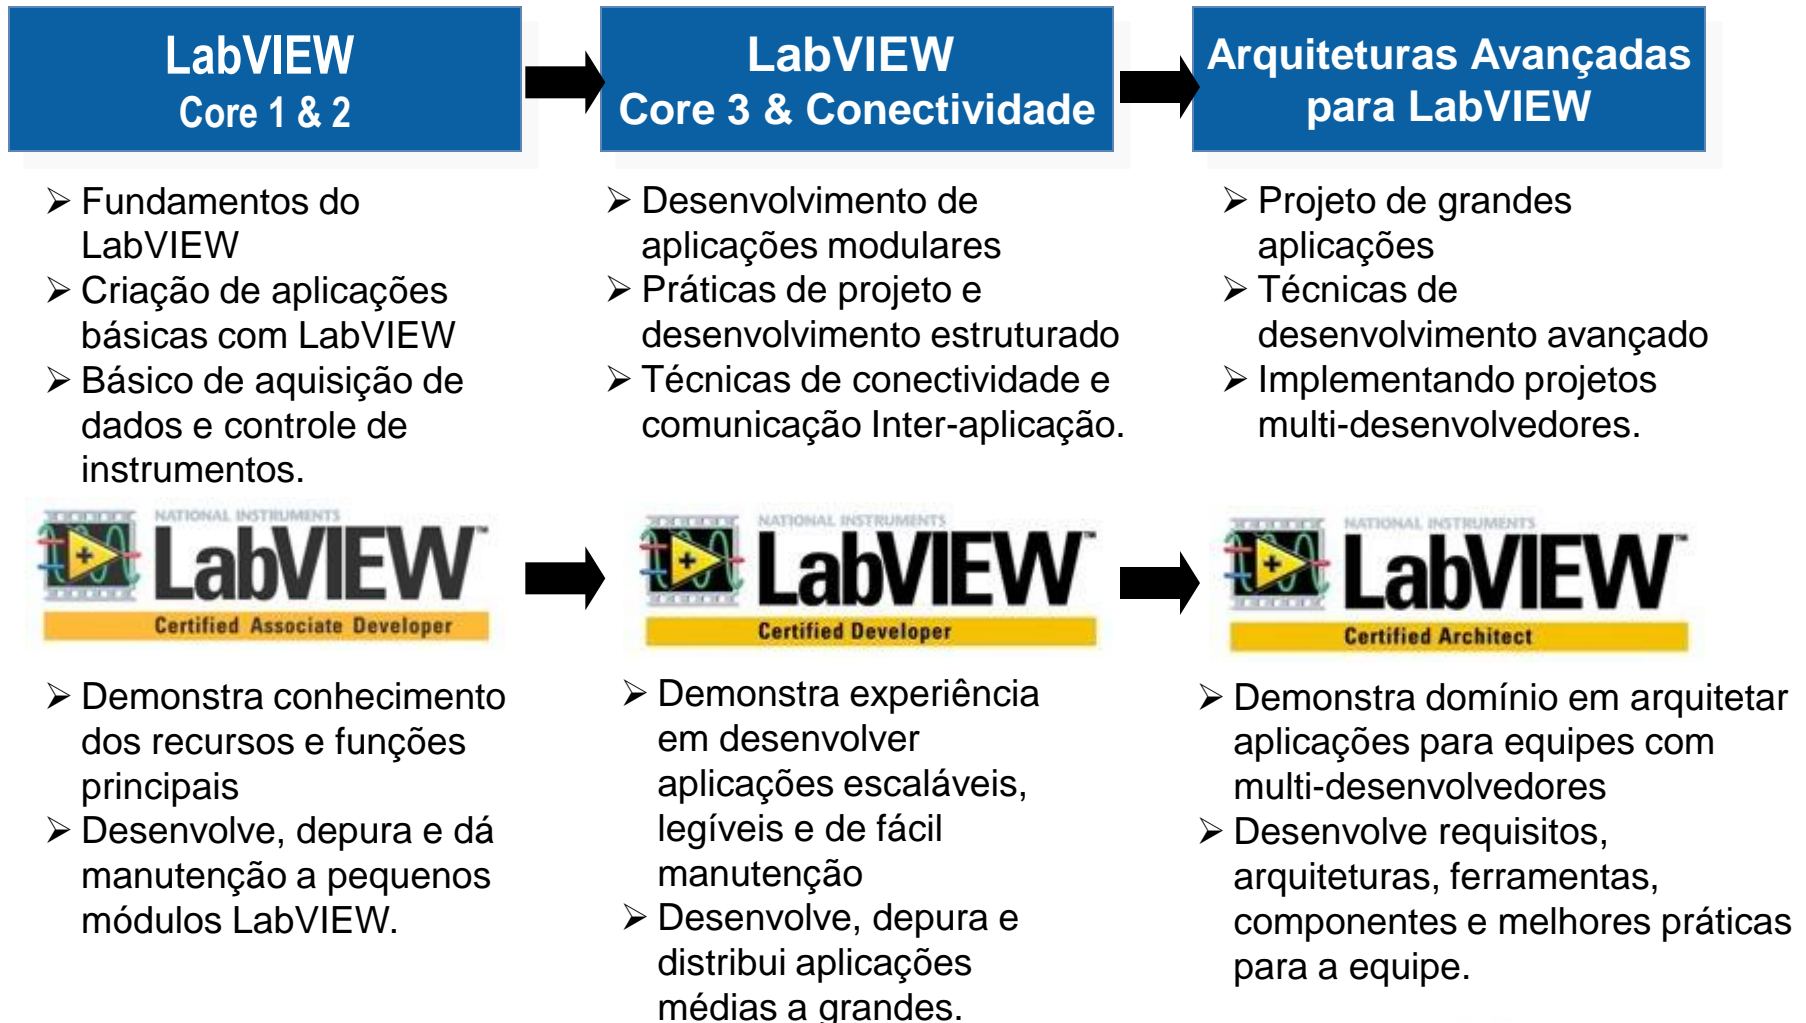 LabVIEW
Core 1 & 2
LabVIEW
Core 3 & Conectividade
Arquiteturas Avançadas
para LabVIEW
➢ Fundamentos do
LabVIEW
➢ Criação de aplicações
básicas com LabVIEW
➢ Básico de aquisição de
dados e controle de
instrumentos.
➢ Desenvolvimento de
aplicações modulares
➢ Práticas de projeto e
desenvolvimento estruturado
➢ Técnicas de conectividade e
comunicação Inter-aplicação.
➢ Projeto de grandes
aplicações
➢ Técnicas de
desenvolvimento avançado
➢ Implementando projetos
multi-desenvolvedores.
NATIONAL INSTRUMENTS
LabVIEW™
Certified Associate Developer
NATIONAL INSTRUMENTS
LabVIEW™
Certified Developer
NATIONAL INSTRUMENTS
LabVIEW™
Certified Architect
➢ Demonstra conhecimento
dos recursos e funções
principais
➢ Desenvolve, depura e dá
manutenção a pequenos
módulos LabVIEW.
➢ Demonstra experiência
em desenvolver
aplicações escaláveis,
legíveis e de fácil
manutenção
➢ Desenvolve, depura e
distribui aplicações
médias a grandes.
➢ Demonstra domínio em arquitetar
aplicações para equipes com
multi-desenvolvedores
➢ Desenvolve requisitos,
arquiteturas, ferramentas,
componentes e melhores práticas
para a equipe.